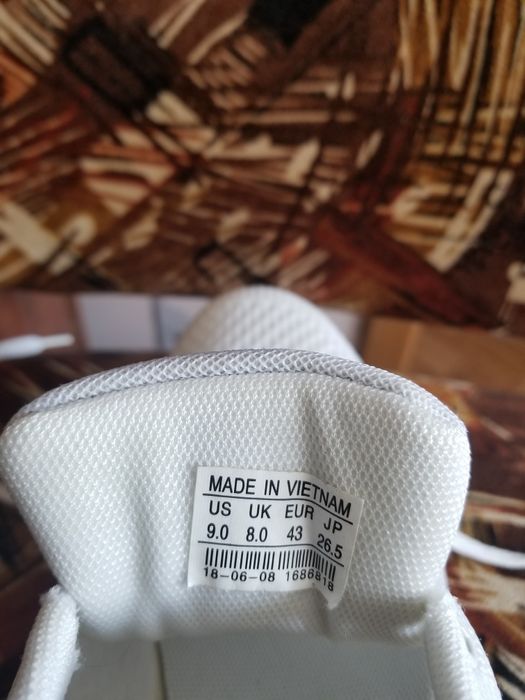 MADE IN VIETNAM
US UK EUR JP
9.0 8.0 43 26.5
18-06-08 1686818